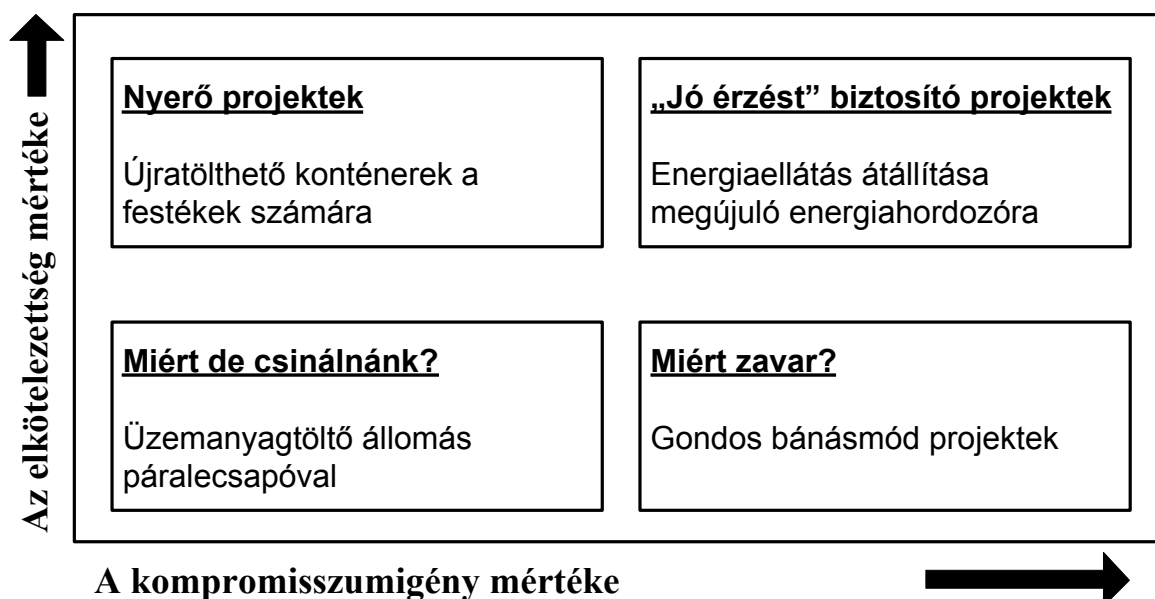 Az elkötelezettség mértéke
Nyerő projektek
Újratölthető konténerek a
festékek számára
„Jó érzést” biztosító projektek
Energiaellátás átállítása
megújuló energiahordozóra
Miért de csinálnánk?
Üzemanyagtöltő állomás
páralecsapóval
Miért zavar?
Gondos bánásmód projektek
A kompromisszumigény mértéke